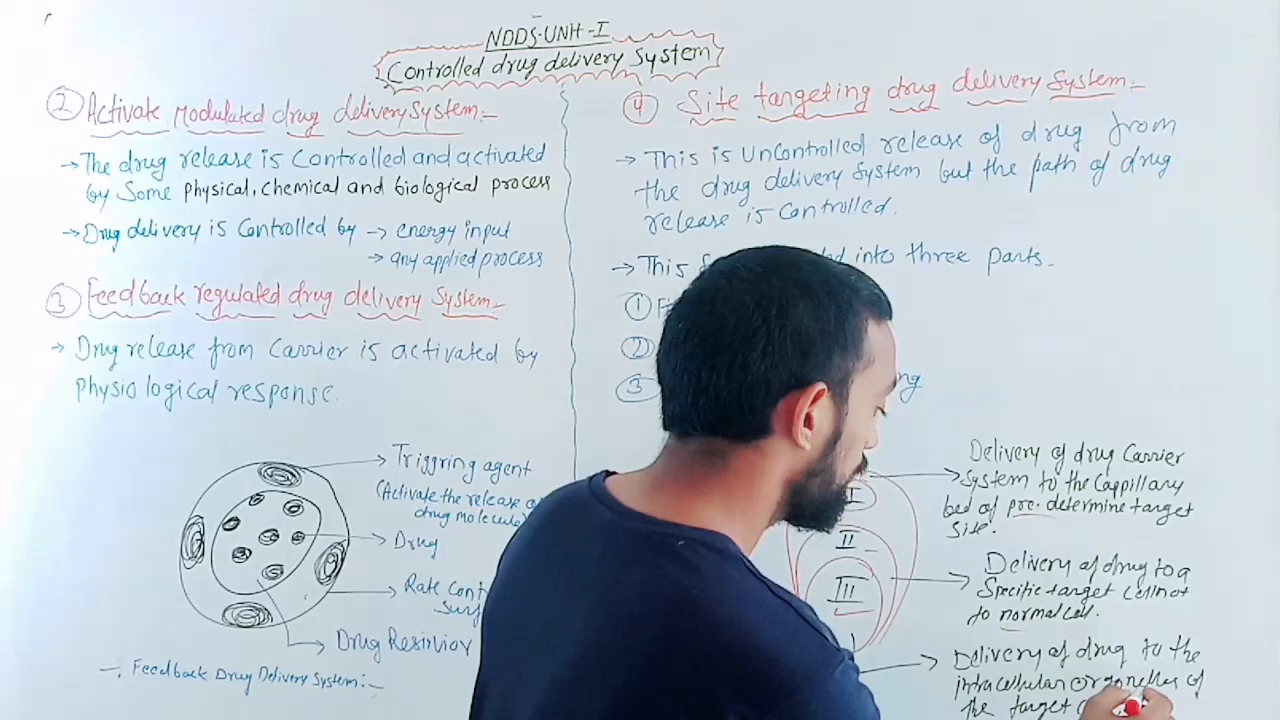 NDDS-UNIT-I
Controlled drug delivery System
② Activate Modulated drug delivery System:-
→ The drug release is controlled and activated
by Some physical, chemical and biological process
→ Drug delivery is Controlled by → energy input
→ any applied process
③ Feedback regulated drug delivery System:-
→ Drug release from Carrier is activated by
physiological response.
Triggring agent
(Activate the release
drug molecule
Drug
Rate
Drug Resirvior
-: Feedback Drug Delivery System:-
④ Site targeting drug delivery System:-
→ This is Uncontrolled release of drug from
the drug delivery System but the path of drug
release is Controlled.
→ This into three parts.
①
②
③
I
II
III
Delivery of drug Carrier
System to the Cappillary
bed of pre-determine target
Site.
Delivery of drug to a
Specific target Cell not
to normal cell.
Delivery of drug to the
intracellular organelles of
the target